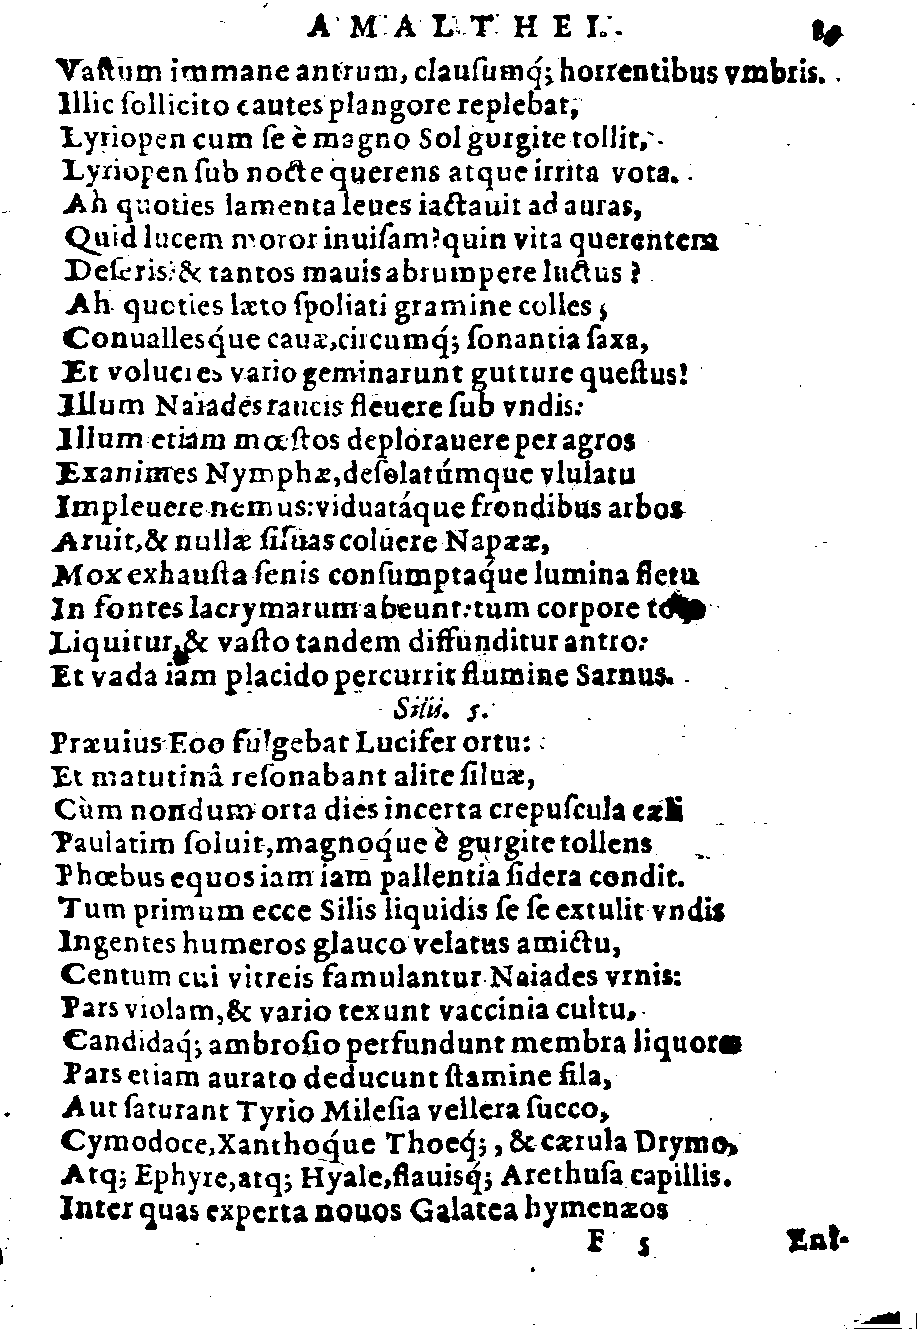 AMALTHEI.
Vaſtum immane antrum, clauſumq́; horrentibus vmbris.
Illic ſollicito cautes plangore replebat,
Lyriopen cum ſe è magno Sol gurgite tollit,
Lyriopen ſub nocte querens atque irrita vota.
Ah quoties lamenta leues iactauit ad auras,
Quid lucem moror inuiſam? quin vita querentem
Deſeris: & tantos mauis abrumpere luctus?
Ah quoties læto ſpoliati gramine colles,
Conualleſq́ue cauæ, circumq́; ſonantia ſaxa,
Et volucres vario geminarunt gutture queſtus!
Illum Naiades raucis fleuere ſub vndis:
Illum etiam mœſtos deplorauere per agros
Exanimes Nymphæ, deſolatúmque vlulatu
Impleuere nemus: viduatáque frondibus arbos
Aruit, & nullæ ſiluas coluere Napææ,
Mox exhauſta ſenis conſumptaq́ue lumina fletu
In fontes lacrymarum abeunt: tum corpore
Liquitur, & vaſto tandem diffunditur antro:
Et vada iam placido percurrit flumine Sarnus.
Silii. 5.
Præuius Eoo fulgebat Lucifer ortu:
Et matutinâ reſonabant alite ſiluæ,
Cùm nondum orta dies incerta crepuſcula cæli
Paulatim ſoluit, magnoq́ue è gurgite tollens
Phœbus equos iam iam pallentia ſidera condit.
Tum primum ecce Silis liquidis ſe ſe extulit vndis
Ingentes humeros glauco velatus amictu,
Centum cui vitreis famulantur Naiades vrnis:
Pars violam, & vario texunt vaccinia cultu,
Candidaq́; ambroſio perfundunt membra liquore
Pars etiam aurato deducunt ſtamine fila,
Aut ſaturant Tyrio Mileſia vellera ſucco,
Cymodoce, Xanthoq́ue Thoeq́;, & cærula Drymo,
Atq; Ephyre, atq; Hyale, flauiſq́; Arethuſa capillis.
Inter quas experta nouos Galatea hymenæos
F 5 Ent-